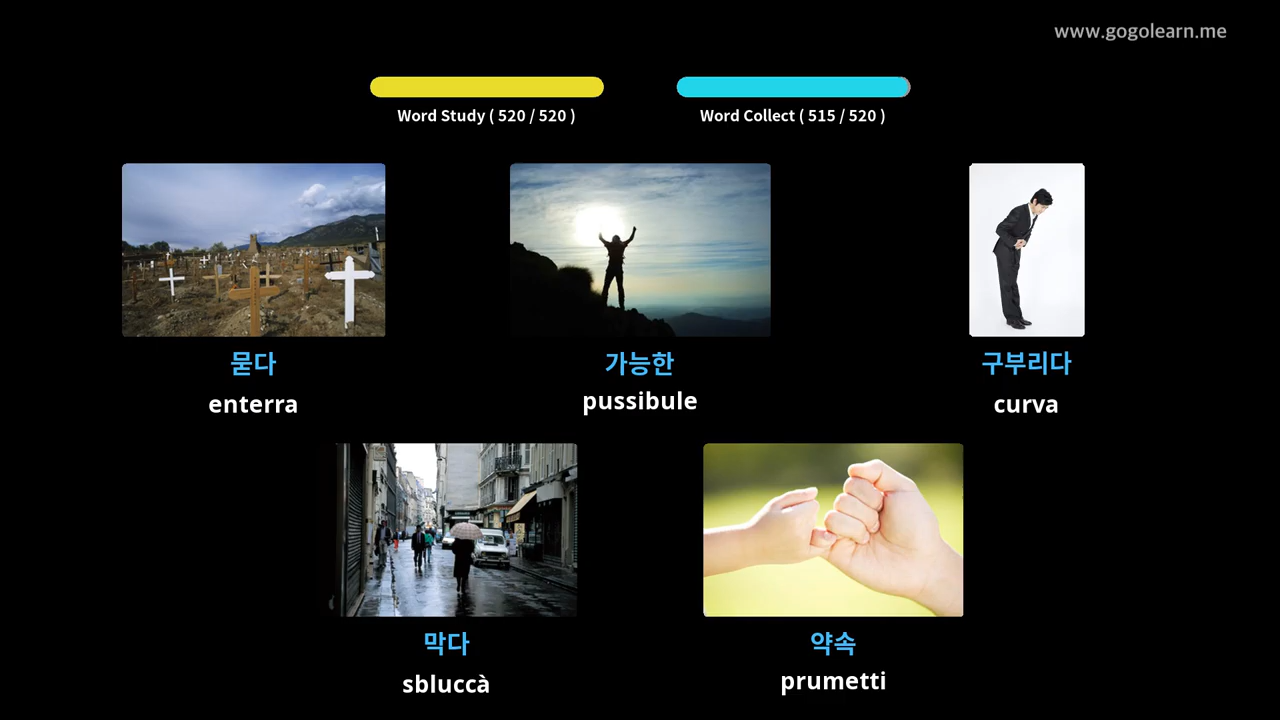 www.gogolearn.me
Word Study ( 520 / 520 )
Word Collect ( 515 / 520 )
묻다
enterra
가능한
pussibule
구부리다
curva
막다
sbluccà
약속
prumetti